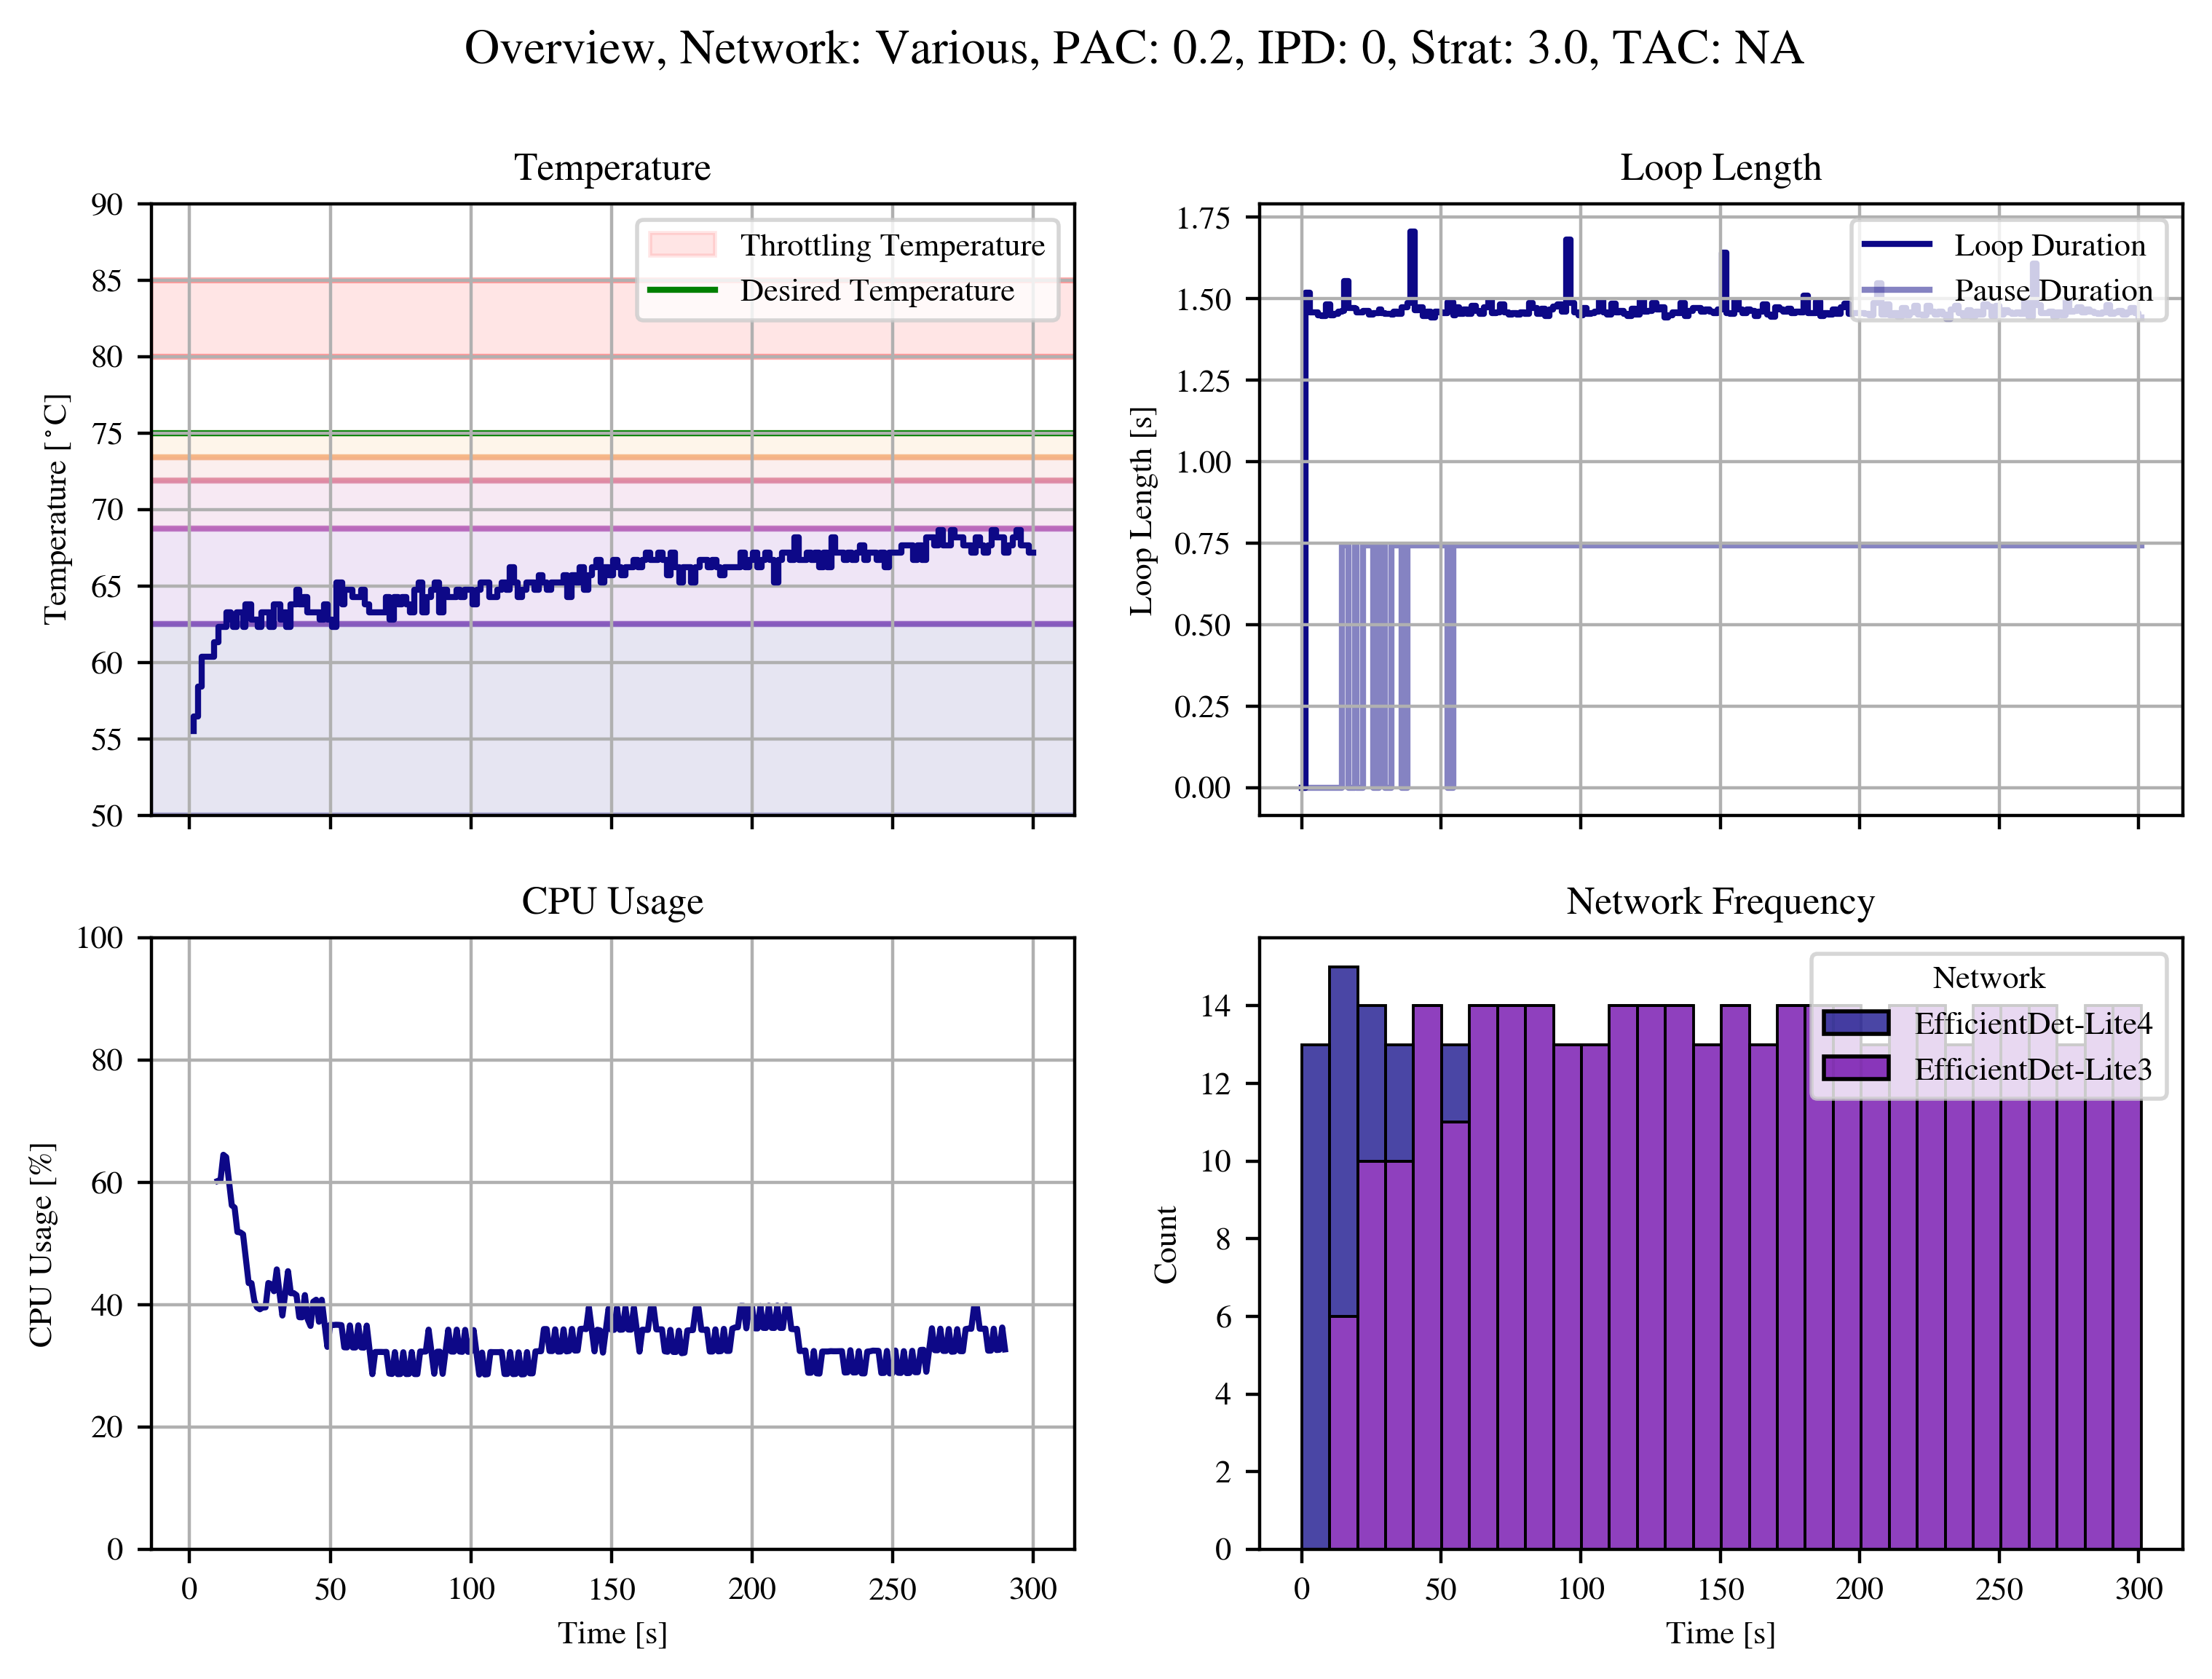 Overview, Network: Various, PAC: 0.2, IPD: 0, Strat: 3.0, TAC: NA
Temperature
90
85
80
75
70
65
60
55
50
Temperature [°C]
Throttling Temperature
Desired Temperature
Loop Length
1.75
1.50
1.25
1.00
0.75
0.50
0.25
0.00
Loop Length [s]
Loop Duration
Pause Duration
CPU Usage
100
80
60
40
20
0
CPU Usage [%]
0 50 100 150 200 250 300
Time [s]
Network Frequency
14
12
10
8
6
4
2
0
Count
Network
EfficientDet-Lite4
EfficientDet-Lite3
0 50 100 150 200 250 300
Time [s]